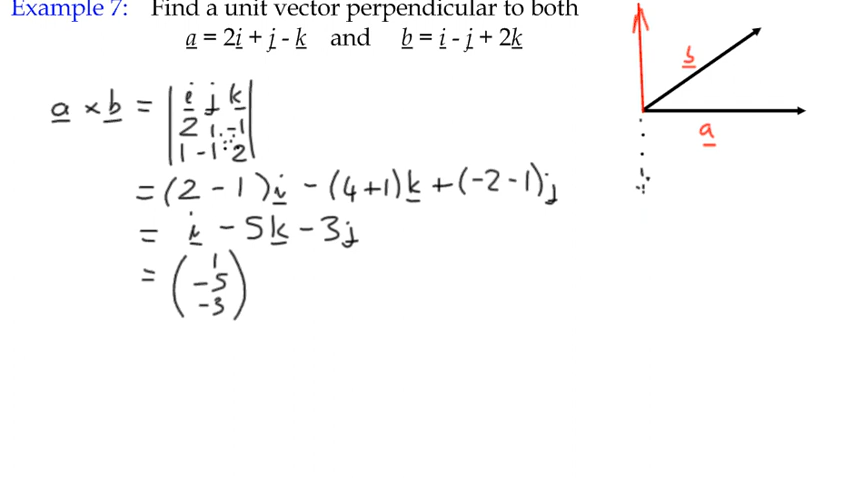 Example 7: Find a unit vector perpendicular to both
a = 2i + j - k and b = i - j + 2k
a × b = | i j k |
| 2 1 -1 |
| 1 -1 2 |
= (2 - 1)i - (4+1)k + (-2 -1)j
= i - 5k - 3j
= ( 1
-5
-3 )
b
a